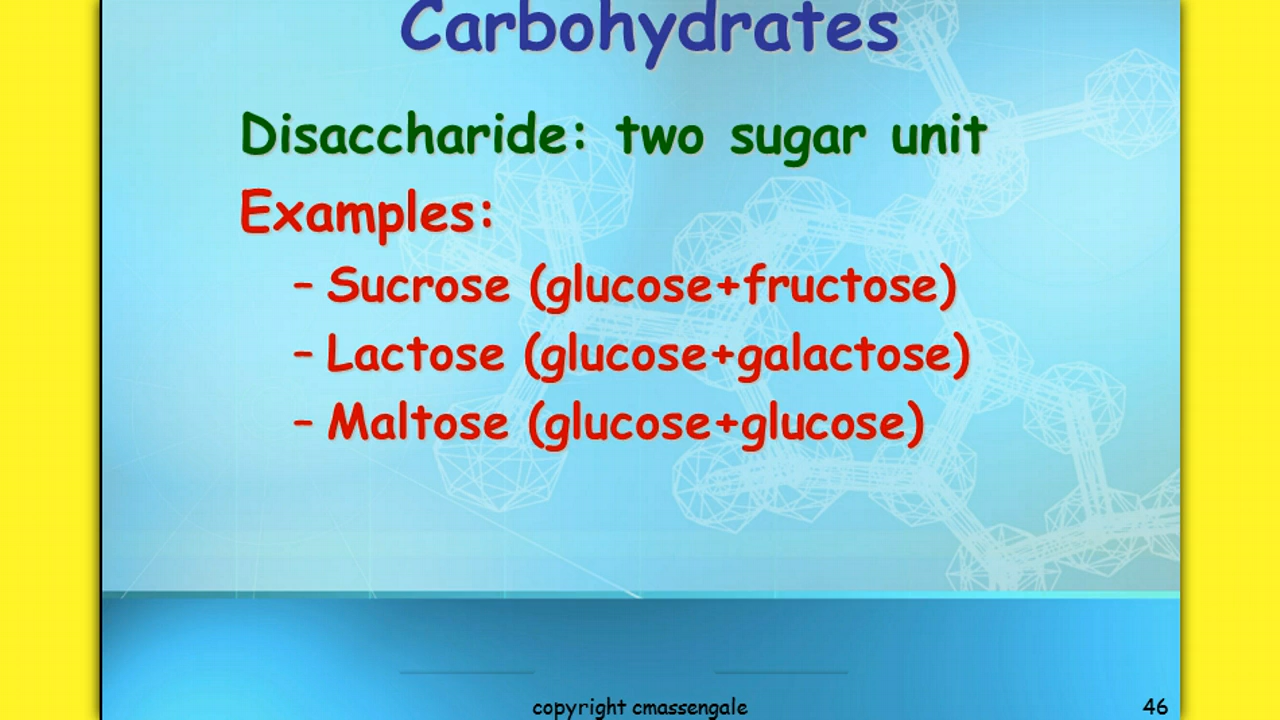 Carbohydrates
Disaccharide: two sugar unit
Examples:
– Sucrose (glucose+fructose)
– Lactose (glucose+galactose)
– Maltose (glucose+glucose)
copyright cmassengale
46